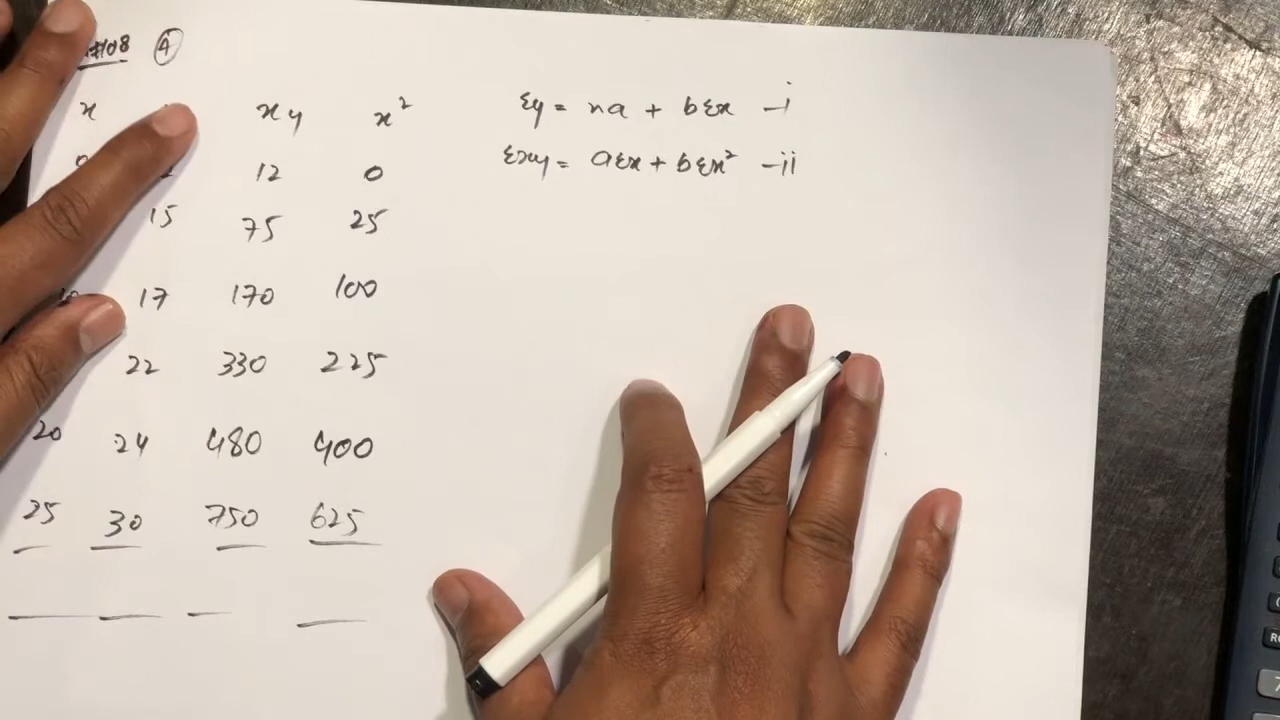 #108 A
x xy x²
0 12 0
15 75 25
17 170 100
22 330 225
20 24 480 400
25 30 750 625
Σy = na + bΣx - i
Σxy = aΣx + bΣx² - ii